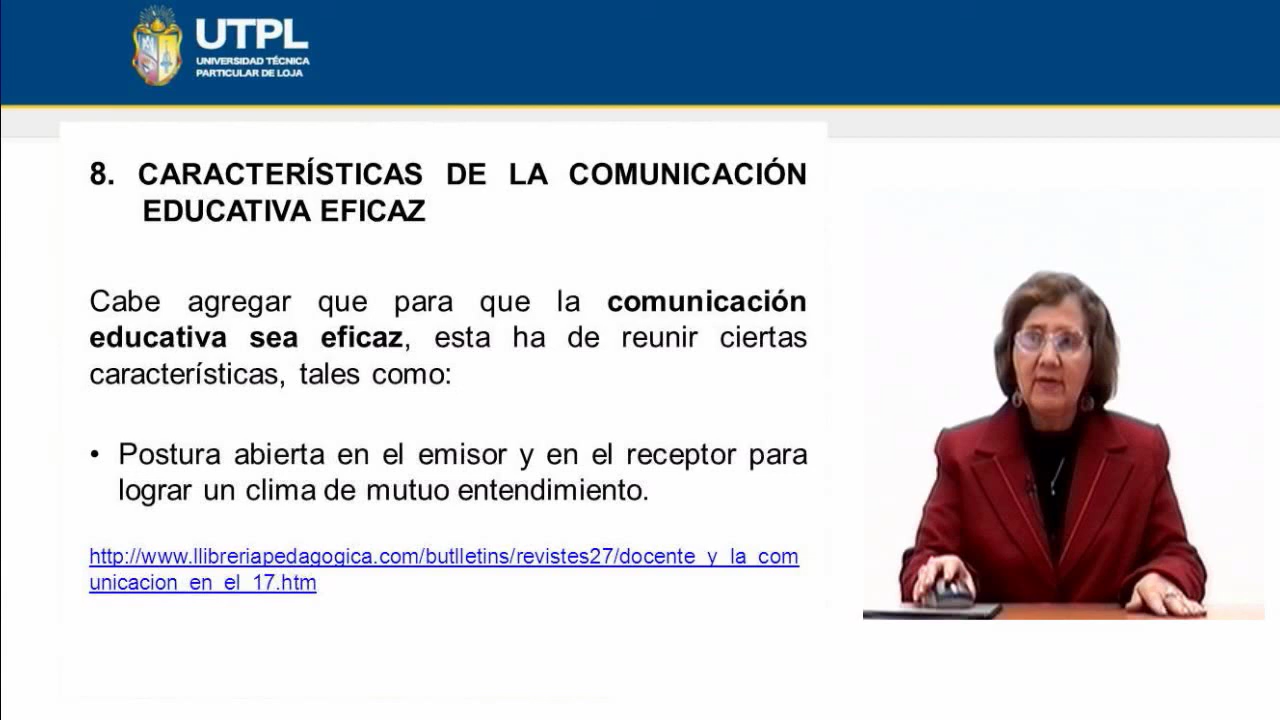 UTPL
UNIVERSIDAD TÉCNICA
PARTICULAR DE LOJA
8. CARACTERÍSTICAS DE LA COMUNICACIÓN
EDUCATIVA EFICAZ
Cabe agregar que para que la comunicación
educativa sea eficaz, esta ha de reunir ciertas
características, tales como:
• Postura abierta en el emisor y en el receptor para
lograr un clima de mutuo entendimiento.
http://www.llibreriapedagogica.com/butlletins/revistes27/docente_y_la_com
unicacion_en_el_17.htm